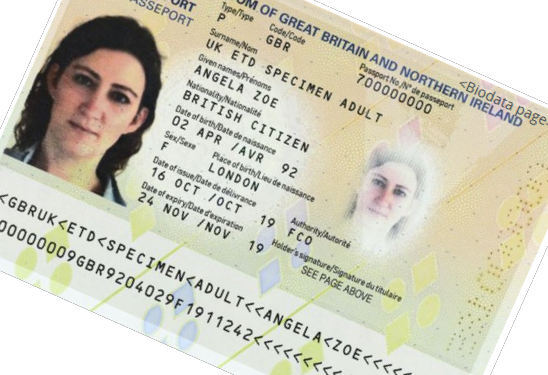 PORT
PASSEPORT
OM OF GREAT BRITAIN AND NORTHERN IRELAND
<Biodata page
Type/Type Code/Code Passport No./Nº de passeport
P GBR 700000000
Surname/Nom
UK ETD SPECIMEN ADULT
Given names/Prénoms
ANGELA ZOE
Nationality/Nationalité
BRITISH CITIZEN
Date of birth/Date de naissance
02 APR /AVR 92
Sex/Sexe Place of birth/Lieu de naissance
F LONDON
Date of issue/Date de délivrance Authority/Autorité
16 OCT /OCT 19 FCO
Date of expiry/Date d'expiration Holder's signature/Signature du titulaire
24 NOV /NOV 19 SEE PAGE ABOVE
<GBRUK<ETD<SPECIMEN<ADULT<<ANGELA<ZOE<<<<<
00000009GBR9204029F1911242<<<<<<<<<